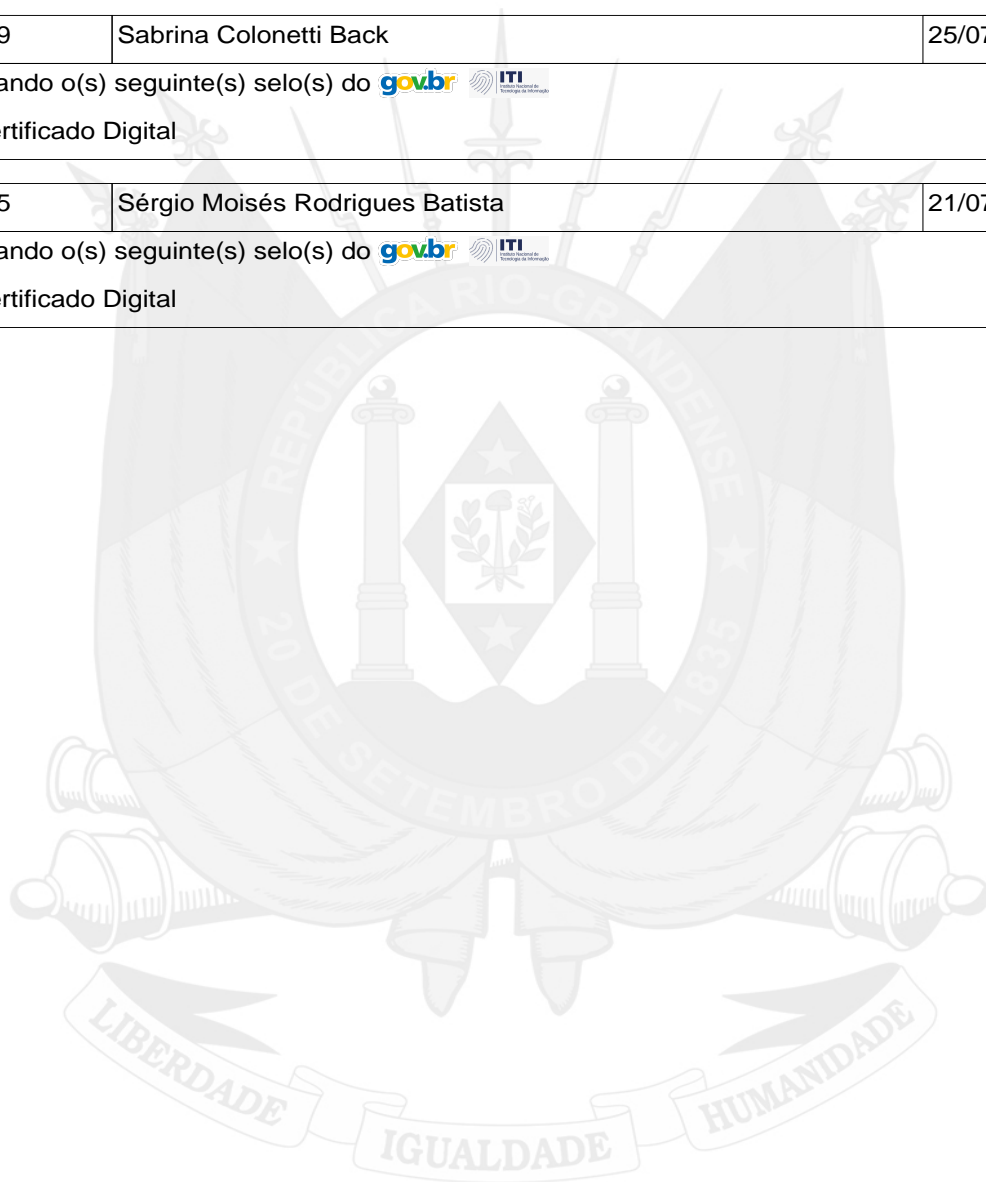 9 Sabrina Colonetti Back 25/07
ando o(s) seguinte(s) selo(s) do gov.br ITI
ertificado Digital
5 Sérgio Moisés Rodrigues Batista 21/07
ando o(s) seguinte(s) selo(s) do gov.br ITI
ertificado Digital
REPÚBLICA RIO-GRANDENSE
20 DE SETEMBRO DE 1835
LIBERDADE IGUALDADE HUMANIDADE